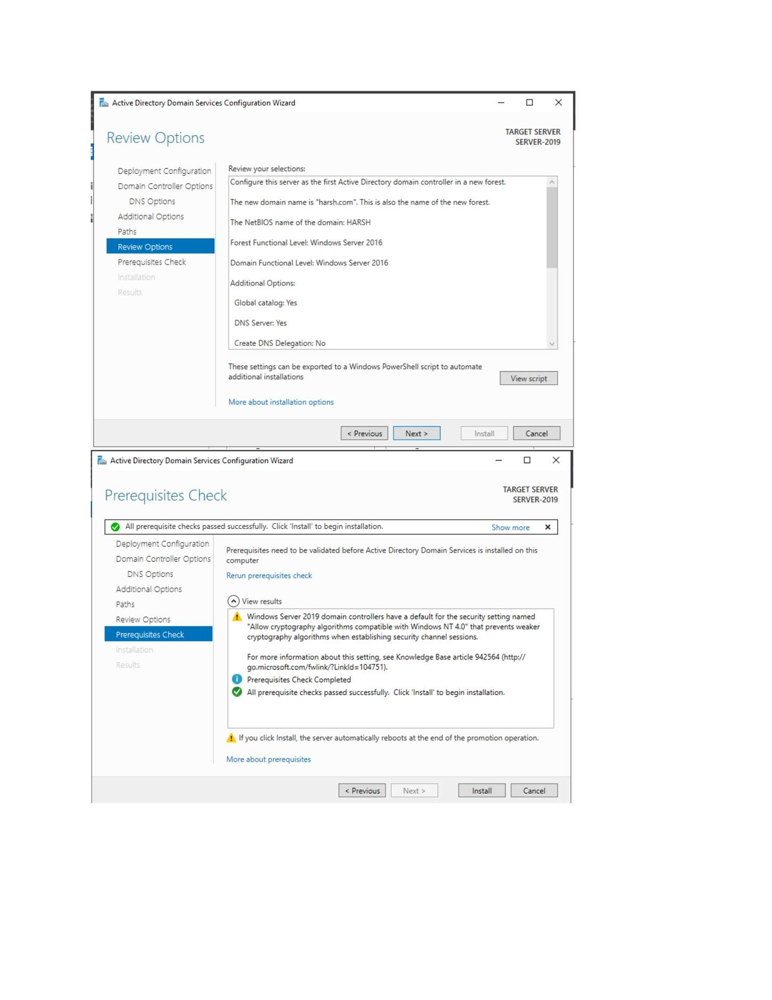 Active Directory Domain Services Configuration Wizard
Review Options
TARGET SERVER
SERVER-2019
Deployment Configuration
Domain Controller Options
DNS Options
Additional Options
Paths
Review Options
Prerequisites Check
Installation
Results
Review your selections:
Configure this server as the first Active Directory domain controller in a new forest.
The new domain name is "harsh.com". This is also the name of the new forest.
The NetBIOS name of the domain: HARSH
Forest Functional Level: Windows Server 2016
Domain Functional Level: Windows Server 2016
Additional Options:
Global catalog: Yes
DNS Server: Yes
Create DNS Delegation: No
These settings can be exported to a Windows PowerShell script to automate
additional installations
View script
More about installation options
< Previous
Next >
Install
Cancel
Active Directory Domain Services Configuration Wizard
Prerequisites Check
TARGET SERVER
SERVER-2019
All prerequisite checks passed successfully. Click 'Install' to begin installation.
Show more
Deployment Configuration
Domain Controller Options
DNS Options
Additional Options
Paths
Review Options
Prerequisites Check
Installation
Results
Prerequisites need to be validated before Active Directory Domain Services is installed on this
computer
Rerun prerequisites check
View results
Windows Server 2019 domain controllers have a default for the security setting named
"Allow cryptography algorithms compatible with Windows NT 4.0" that prevents weaker
cryptography algorithms when establishing security channel sessions.
For more information about this setting, see Knowledge Base article 942564 (http://
go.microsoft.com/fwlink/?LinkId=104751).
Prerequisites Check Completed
All prerequisite checks passed successfully. Click 'Install' to begin installation.
If you click Install, the server automatically reboots at the end of the promotion operation.
More about prerequisites
< Previous
Next >
Install
Cancel